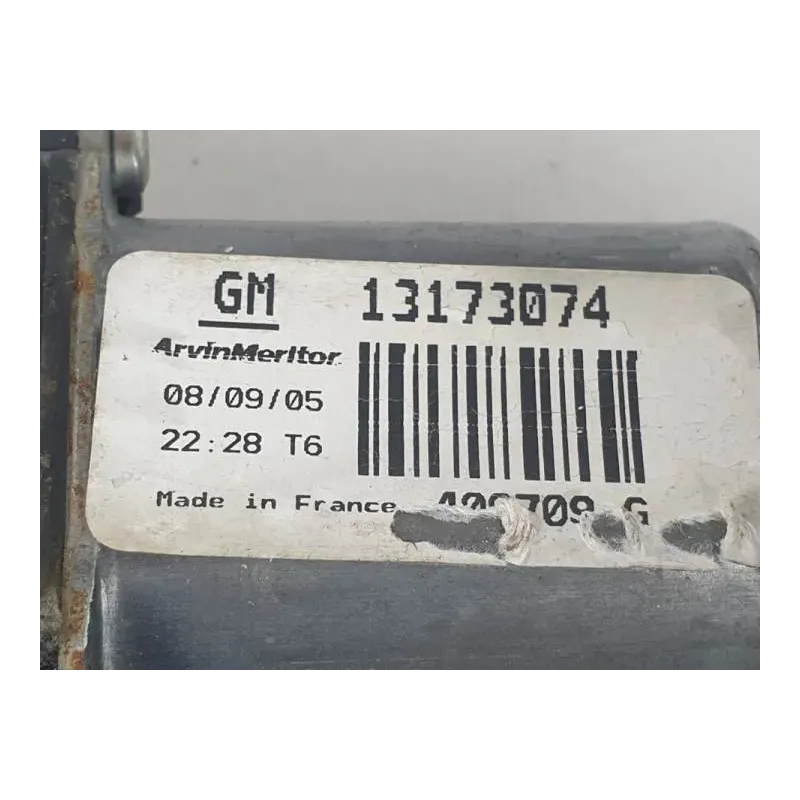 GM 13173074
ArvinMeritor
08/09/05
22:28 T6
Made in France G